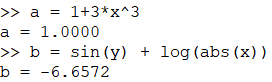 >> a = 1+3*x^3
a = 1.0000
>> b = sin(y) + log(abs(x))
b = -6.6572